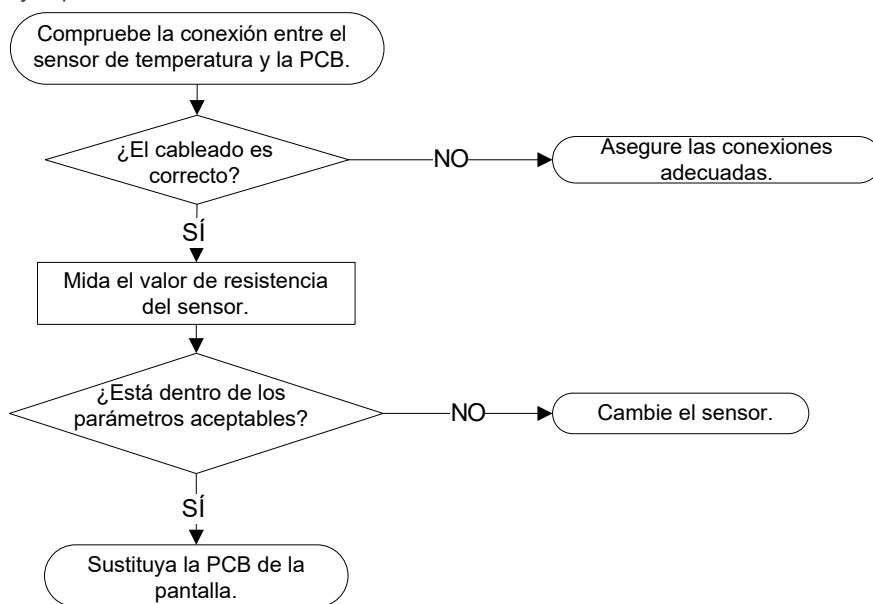 Compruebe la conexión entre el
sensor de temperatura y la PCB.
¿El cableado es
correcto?
NO
Asegure las conexiones
adecuadas.
SÍ
Mida el valor de resistencia
del sensor.
¿Está dentro de los
parámetros aceptables?
NO
Cambie el sensor.
SÍ
Sustituya la PCB de la
pantalla.